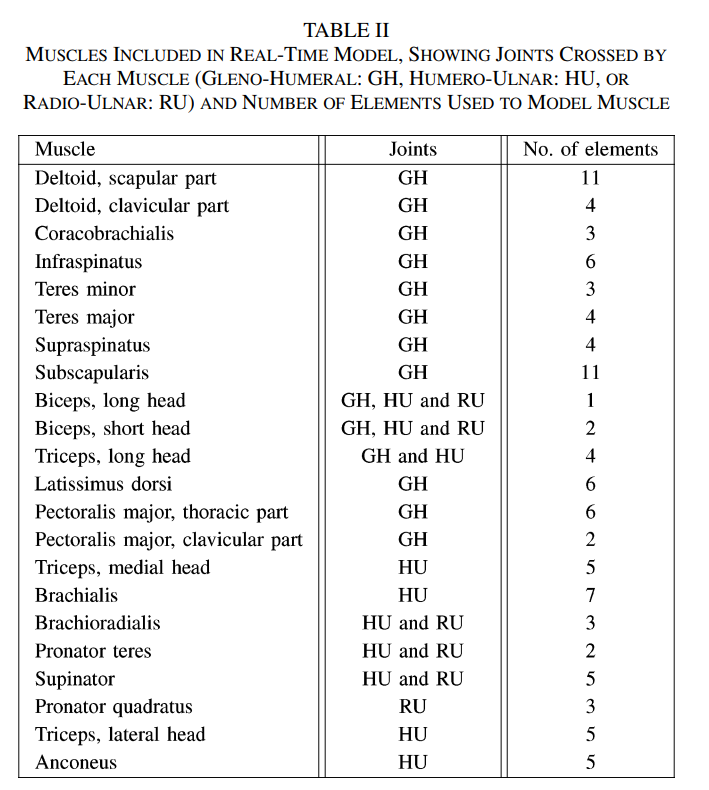 TABLE II
MUSCLES INCLUDED IN REAL-TIME MODEL, SHOWING JOINTS CROSSED BY
EACH MUSCLE (GLENO-HUMERAL: GH, HUMERO-ULNAR: HU, OR
RADIO-ULNAR: RU) AND NUMBER OF ELEMENTS USED TO MODEL MUSCLE
Muscle Joints No. of elements
Deltoid, scapular part GH 11
Deltoid, clavicular part GH 4
Coracobrachialis GH 3
Infraspinatus GH 6
Teres minor GH 3
Teres major GH 4
Supraspinatus GH 4
Subscapularis GH 11
Biceps, long head GH, HU and RU 1
Biceps, short head GH, HU and RU 2
Triceps, long head GH and HU 4
Latissimus dorsi GH 6
Pectoralis major, thoracic part GH 6
Pectoralis major, clavicular part GH 2
Triceps, medial head HU 5
Brachialis HU 7
Brachioradialis HU and RU 3
Pronator teres HU and RU 2
Supinator HU and RU 5
Pronator quadratus RU 3
Triceps, lateral head HU 5
Anconeus HU 5